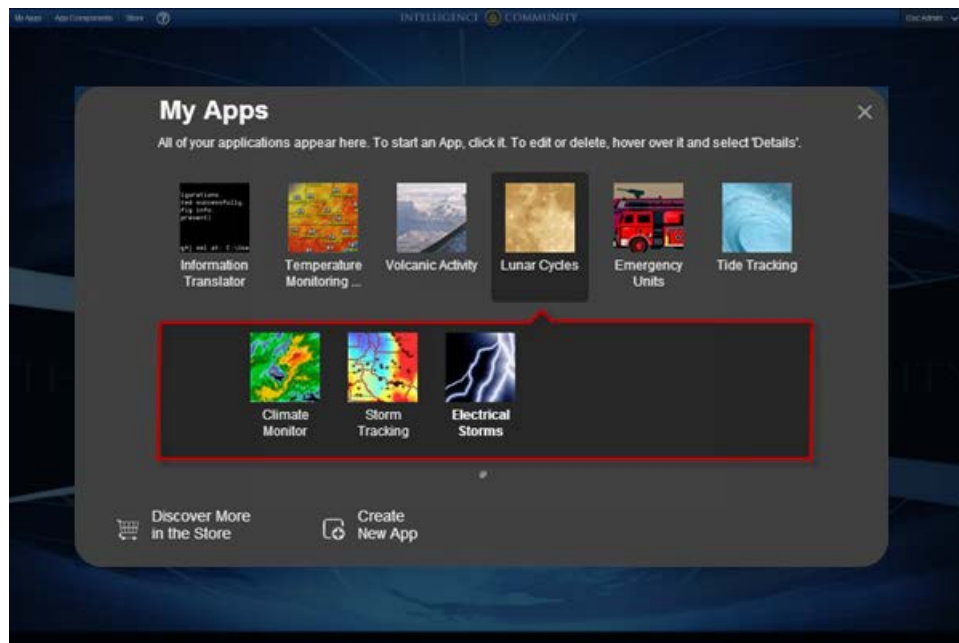 My Apps App Components Store ?
INTELLIGENCE COMMUNITY
My Apps
All of your applications appear here. To start an App, click it. To edit or delete, hover over it and select 'Details'.
Information
Translator
Temperature
Monitoring ...
Volcanic Activity
Lunar Cycles
Emergency
Units
Tide Tracking
Climate
Monitor
Storm
Tracking
Electrical
Storms
Discover More
in the Store
Create
New App